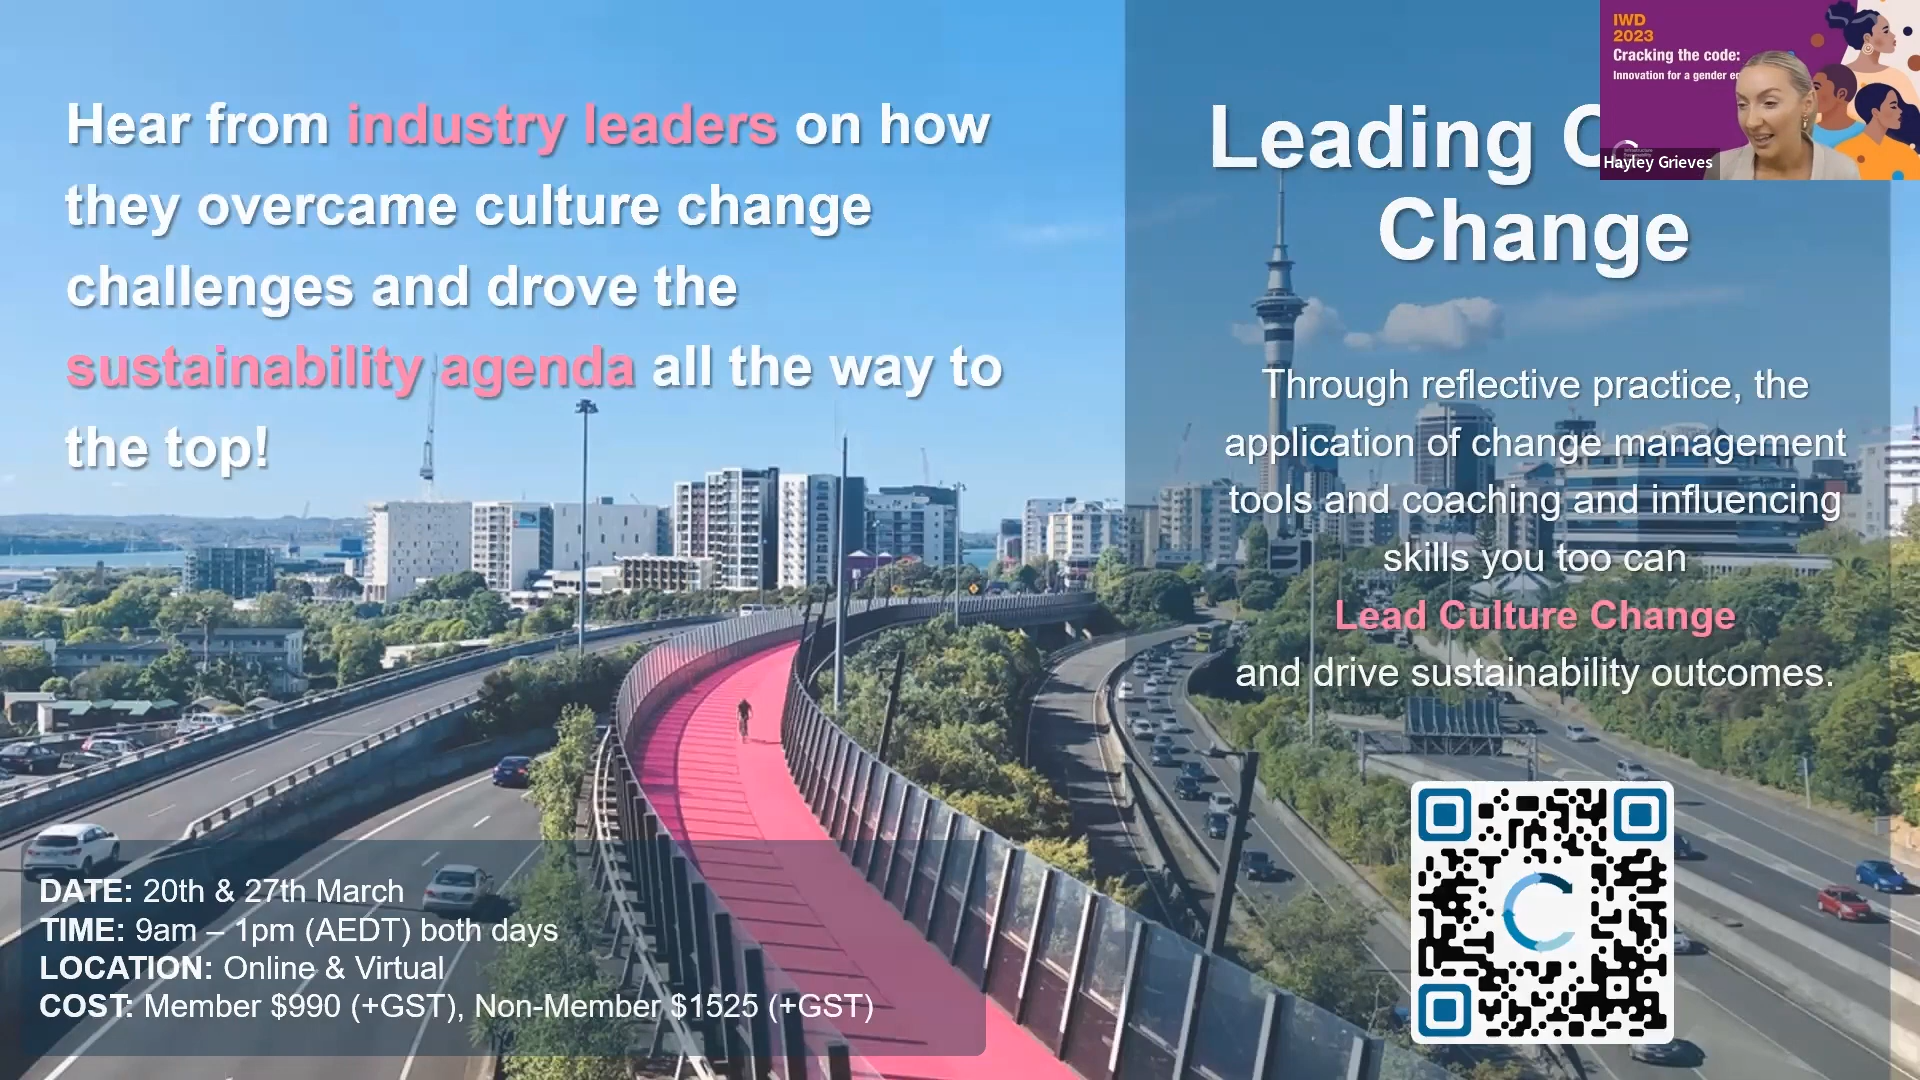 Hear from industry leaders on how
they overcame culture change
challenges and drove the
sustainability agenda all the way to
the top!
DATE: 20th & 27th March
TIME: 9am – 1pm (AEDT) both days
LOCATION: Online & Virtual
COST: Member $990 (+GST), Non-Member $1525 (+GST)
Leading
Change
Through reflective practice, the
application of change management
tools and coaching and influencing
skills you too can
Lead Culture Change
and drive sustainability outcomes.
IWD
2023
Cracking the code:
Innovation for a gender
Hayley Grieves